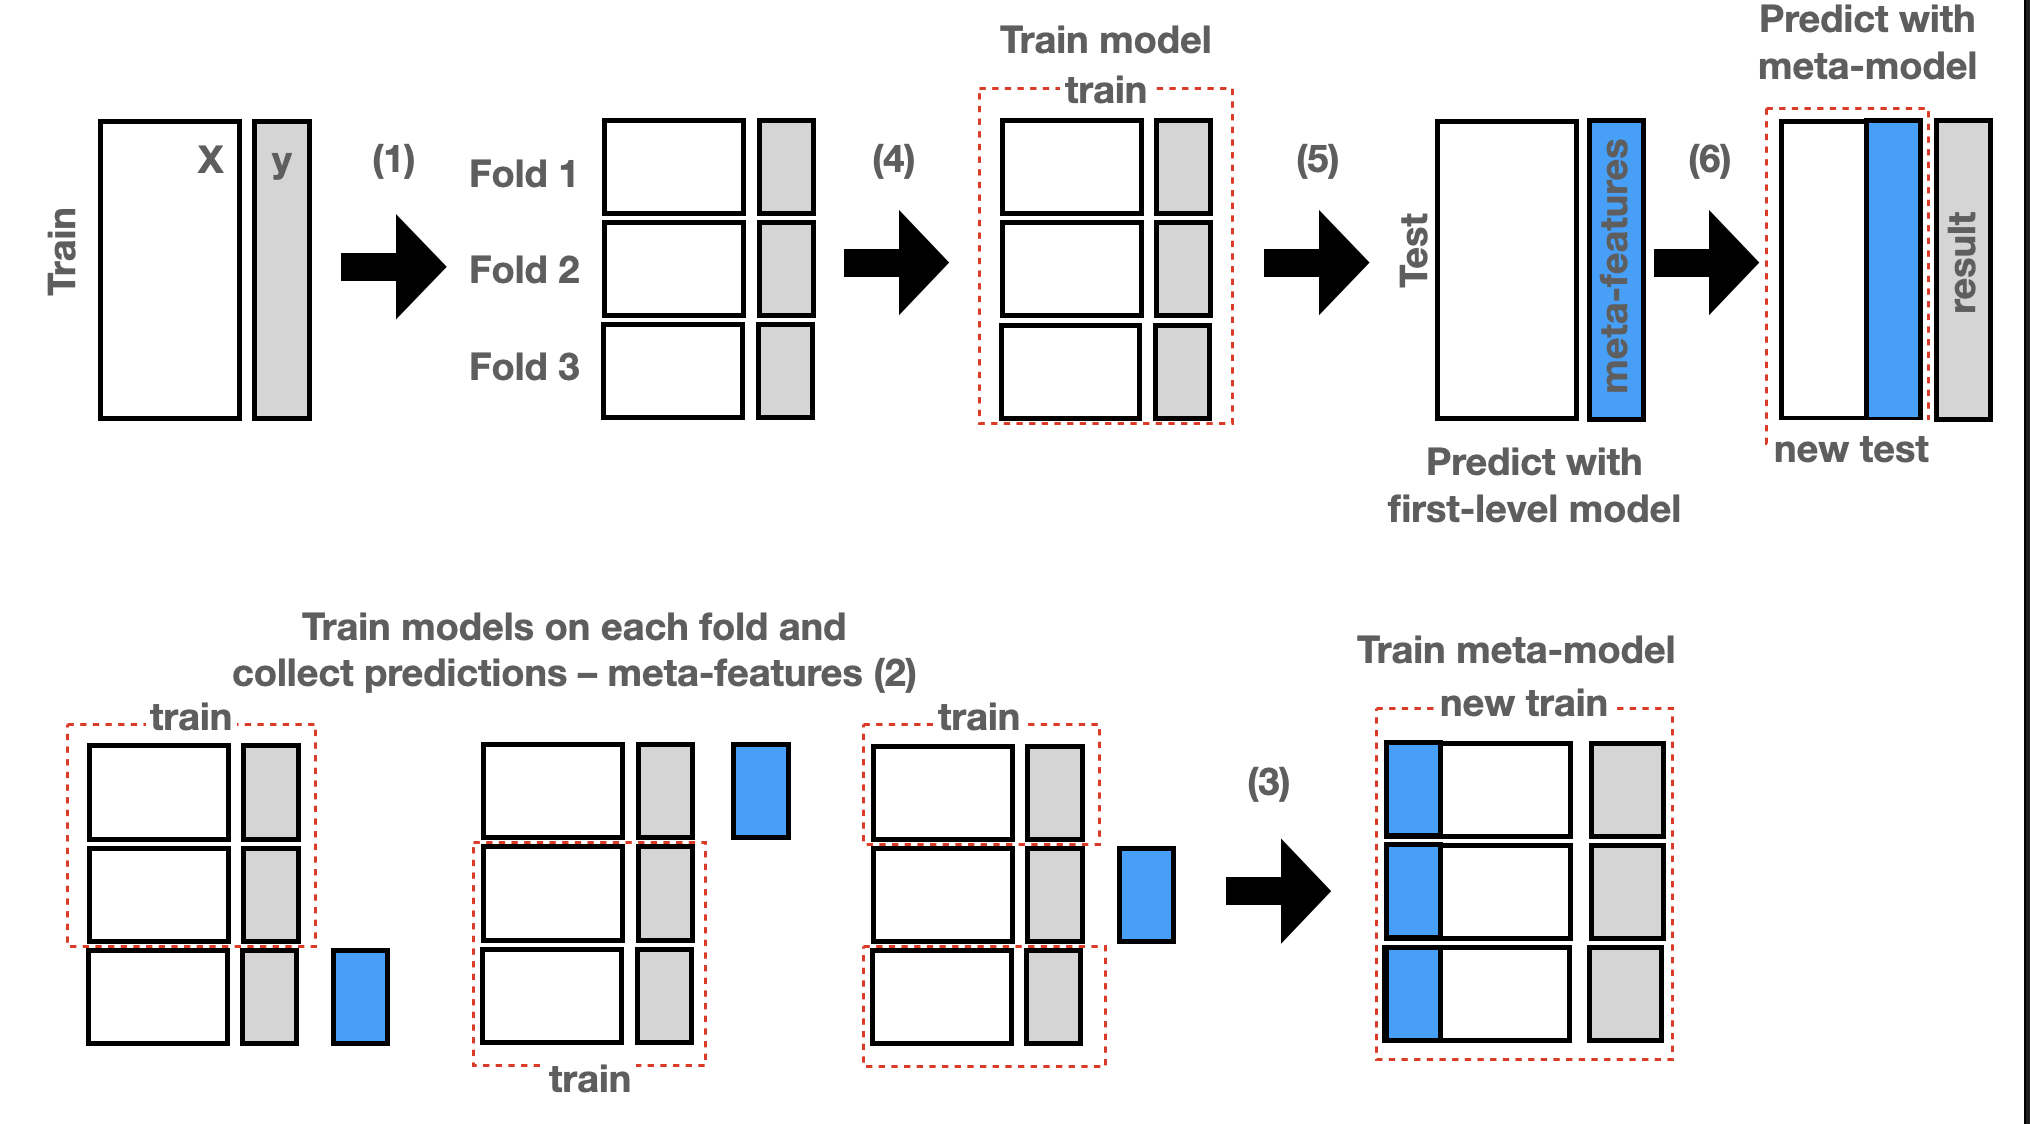 Train
X
y
(1)
Fold 1
Fold 2
Fold 3
(4)
Train model
train
(5)
Test
meta-features
Predict with
first-level model
(6)
Predict with
meta-model
result
new test
Train models on each fold and
collect predictions – meta-features (2)
train
train
train
(3)
Train meta-model
new train